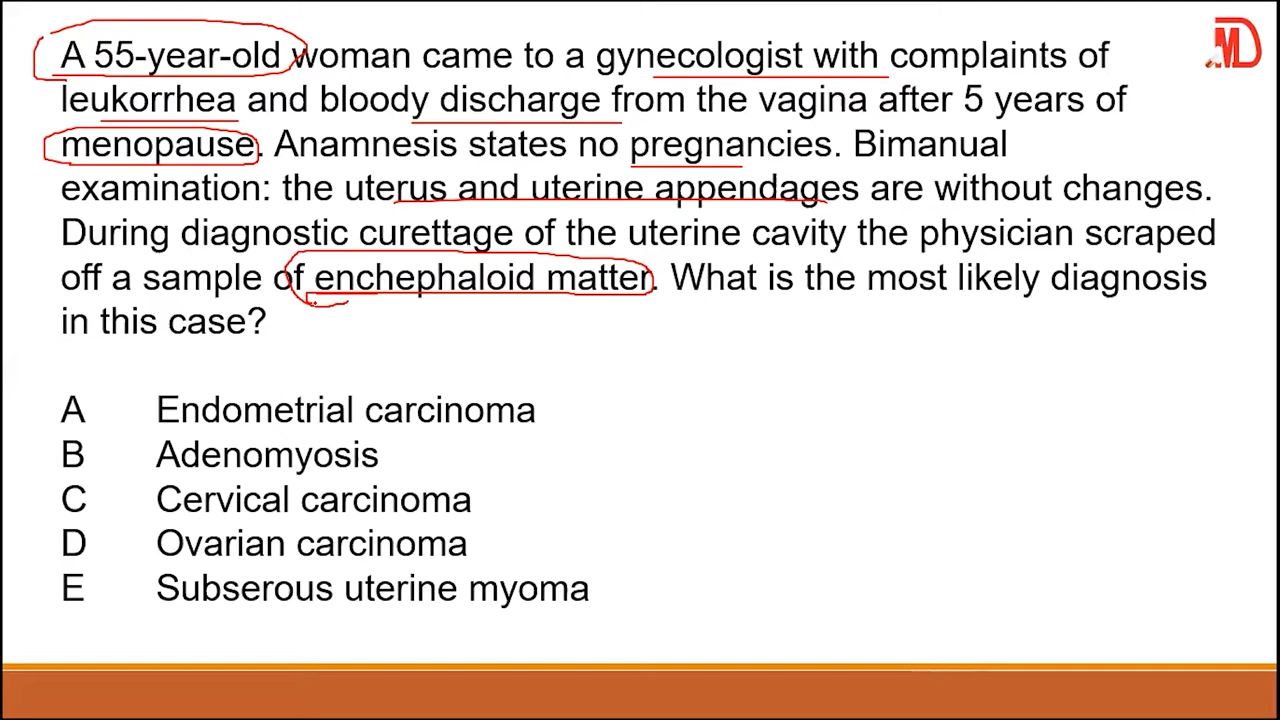 A 55-year-old woman came to a gynecologist with complaints of
leukorrhea and bloody discharge from the vagina after 5 years of
menopause. Anamnesis states no pregnancies. Bimanual
examination: the uterus and uterine appendages are without changes.
During diagnostic curettage of the uterine cavity the physician scraped
off a sample of enchephaloid matter. What is the most likely diagnosis
in this case?
A Endometrial carcinoma
B Adenomyosis
C Cervical carcinoma
D Ovarian carcinoma
E Subserous uterine myoma